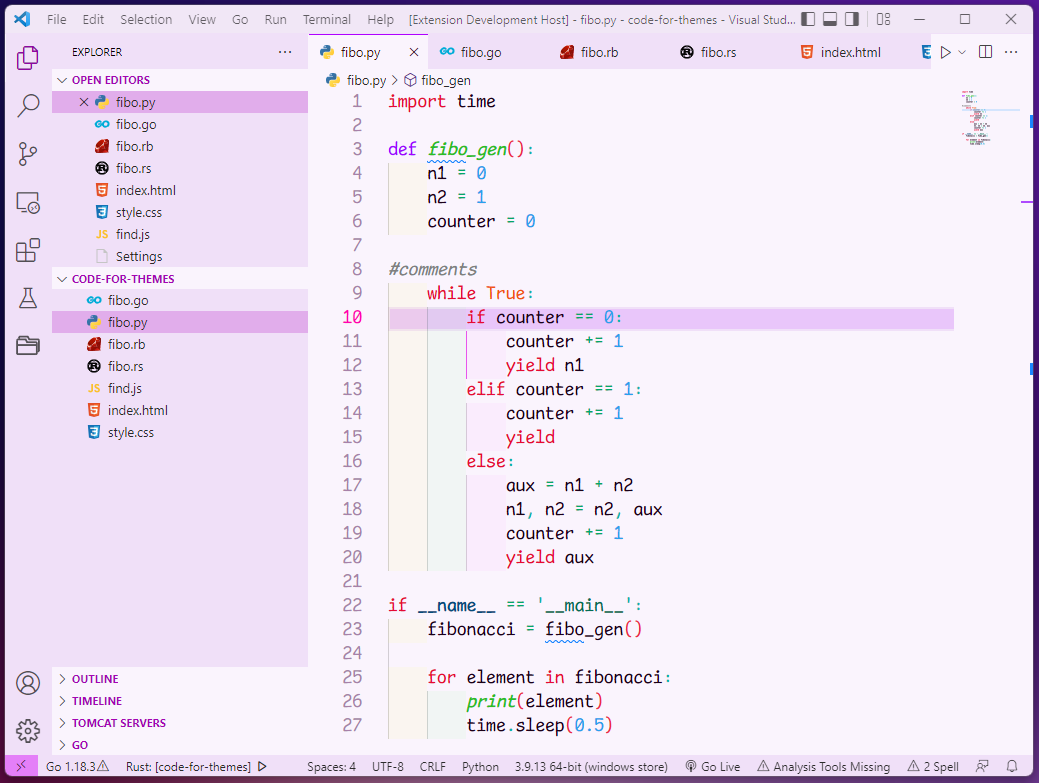 File Edit Selection View Go Run Terminal Help [Extension Development Host] - fibo.py - code-for-themes - Visual Stud...
EXPLORER
fibo.py fibo.go fibo.rb fibo.rs index.html
OPEN EDITORS
fibo.py > fibo_gen
fibo.py
GO fibo.go
fibo.rb
fibo.rs
index.html
style.css
JS find.js
Settings
CODE-FOR-THEMES
GO fibo.go
fibo.py
fibo.rb
fibo.rs
JS find.js
index.html
style.css
OUTLINE
TIMELINE
TOMCAT SERVERS
GO
1 import time
2
3 def fibo_gen():
4 n1 = 0
5 n2 = 1
6 counter = 0
7
8 #comments
9 while True:
10 if counter == 0:
11 counter += 1
12 yield n1
13 elif counter == 1:
14 counter += 1
15 yield
16 else:
17 aux = n1 + n2
18 n1, n2 = n2, aux
19 counter += 1
20 yield aux
21
22 if __name__ == '__main__':
23 fibonacci = fibo_gen()
24
25 for element in fibonacci:
26 print(element)
27 time.sleep(0.5)
Go 1.18.3 Rust: [code-for-themes] Spaces: 4 UTF-8 CRLF Python 3.9.13 64-bit (windows store) Go Live Analysis Tools Missing 2 Spell